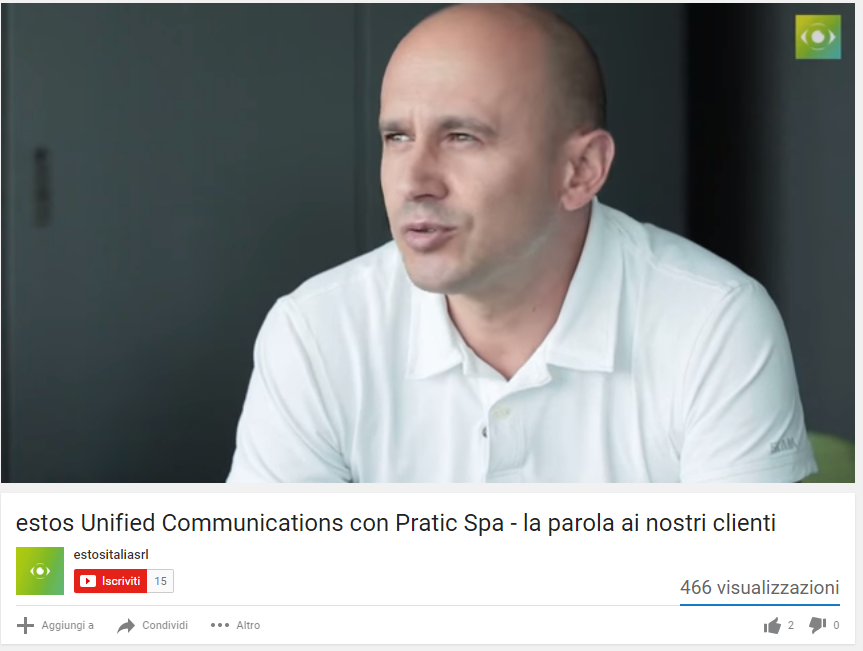 estos Unified Communications con Pratic Spa - la parola ai nostri clienti
estositaliasrl
Iscriviti 15
466 visualizzazioni
Aggiungi a Condividi Altro 2 0